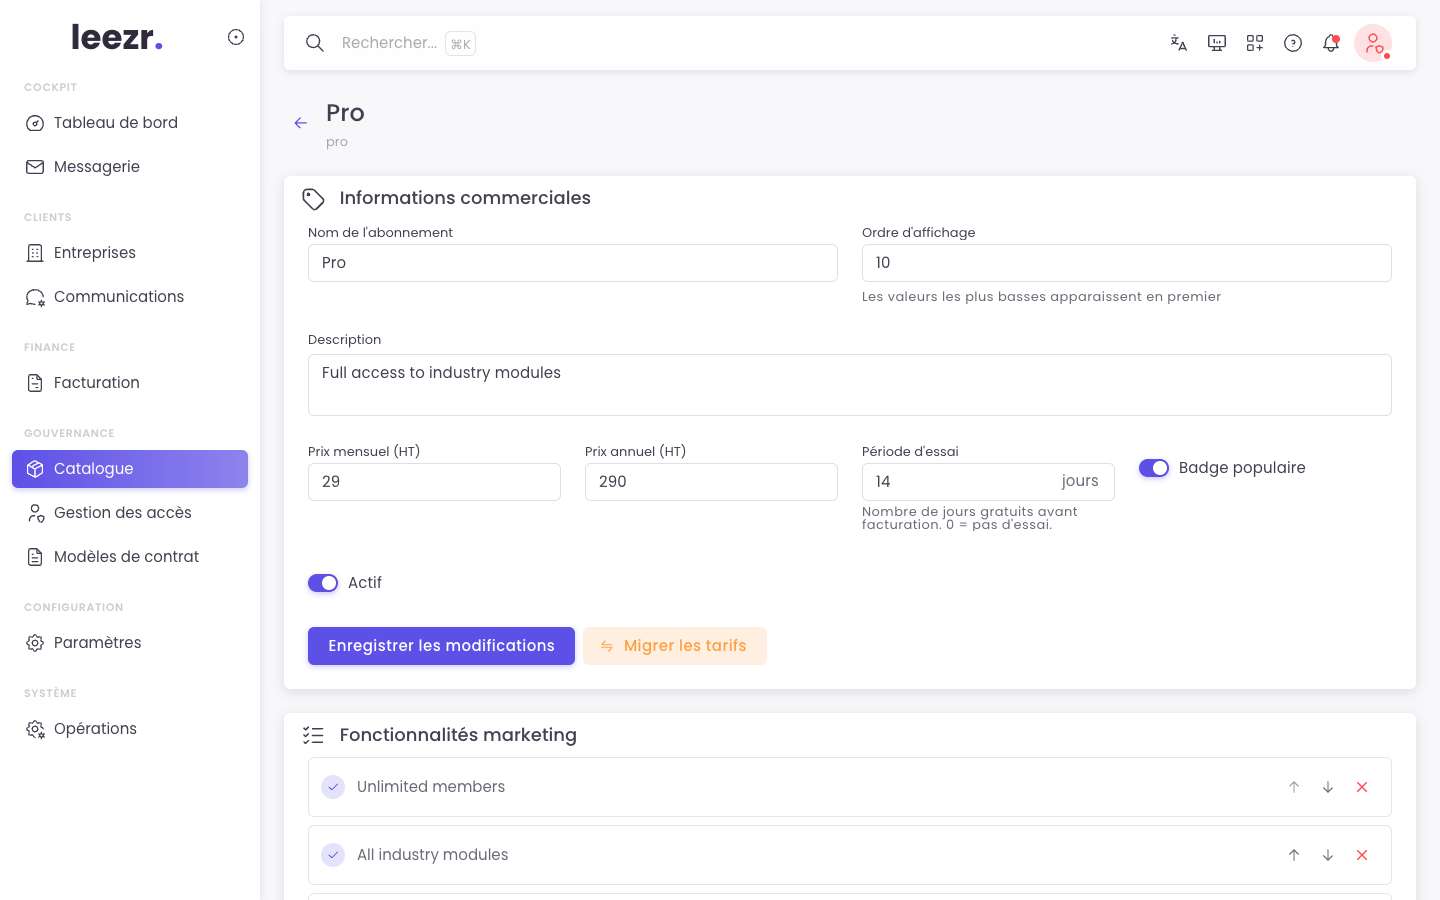 leezr.
COCKPIT
Tableau de bord
Messagerie
CLIENTS
Entreprises
Communications
FINANCE
Facturation
GOUVERNANCE
Catalogue
Gestion des accès
Modèles de contrat
CONFIGURATION
Paramètres
SYSTÈME
Opérations
Rechercher... ⌘K
Pro
pro
Informations commerciales
Nom de l'abonnement
Pro
Ordre d'affichage
10
Les valeurs les plus basses apparaissent en premier
Description
Full access to industry modules
Prix mensuel (HT)
29
Prix annuel (HT)
290
Période d'essai
14 jours
Nombre de jours gratuits avant
facturation. 0 = pas d'essai.
Badge populaire
Actif
Enregistrer les modifications
Migrer les tarifs
Fonctionnalités marketing
Unlimited members
All industry modules